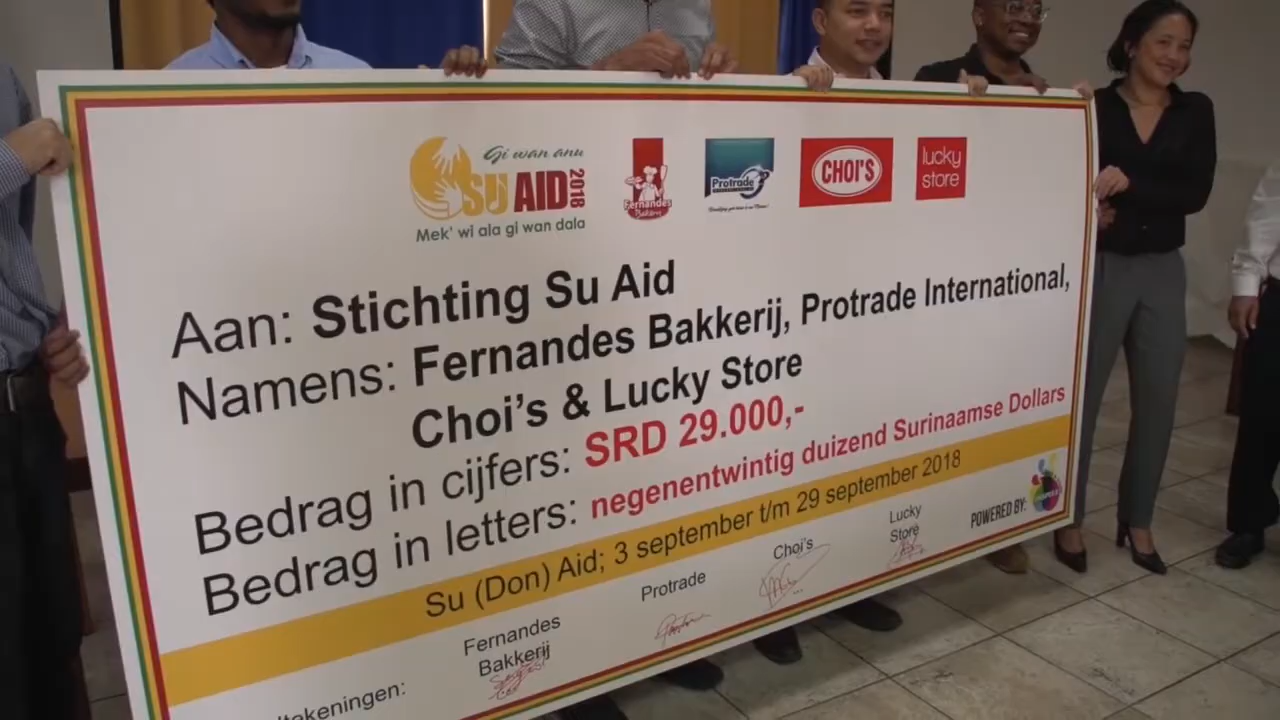 Gi wan anu
SU AID 2018
Mek' wi ala gi wan dala
Fernandes
Bakery
Protrade
CHOI'S
lucky
store
Aan: Stichting Su Aid
Namens: Fernandes Bakkerij, Protrade International,
Choi's & Lucky Store
Bedrag in cijfers: SRD 29.000,-
Bedrag in letters: negenentwintig duizend Surinaamse Dollars
Su (Don) Aid; 3 september t/m 29 september 2018
Fernandes
Bakkerij
Protrade
Choi's
Lucky
Store
POWERED BY: